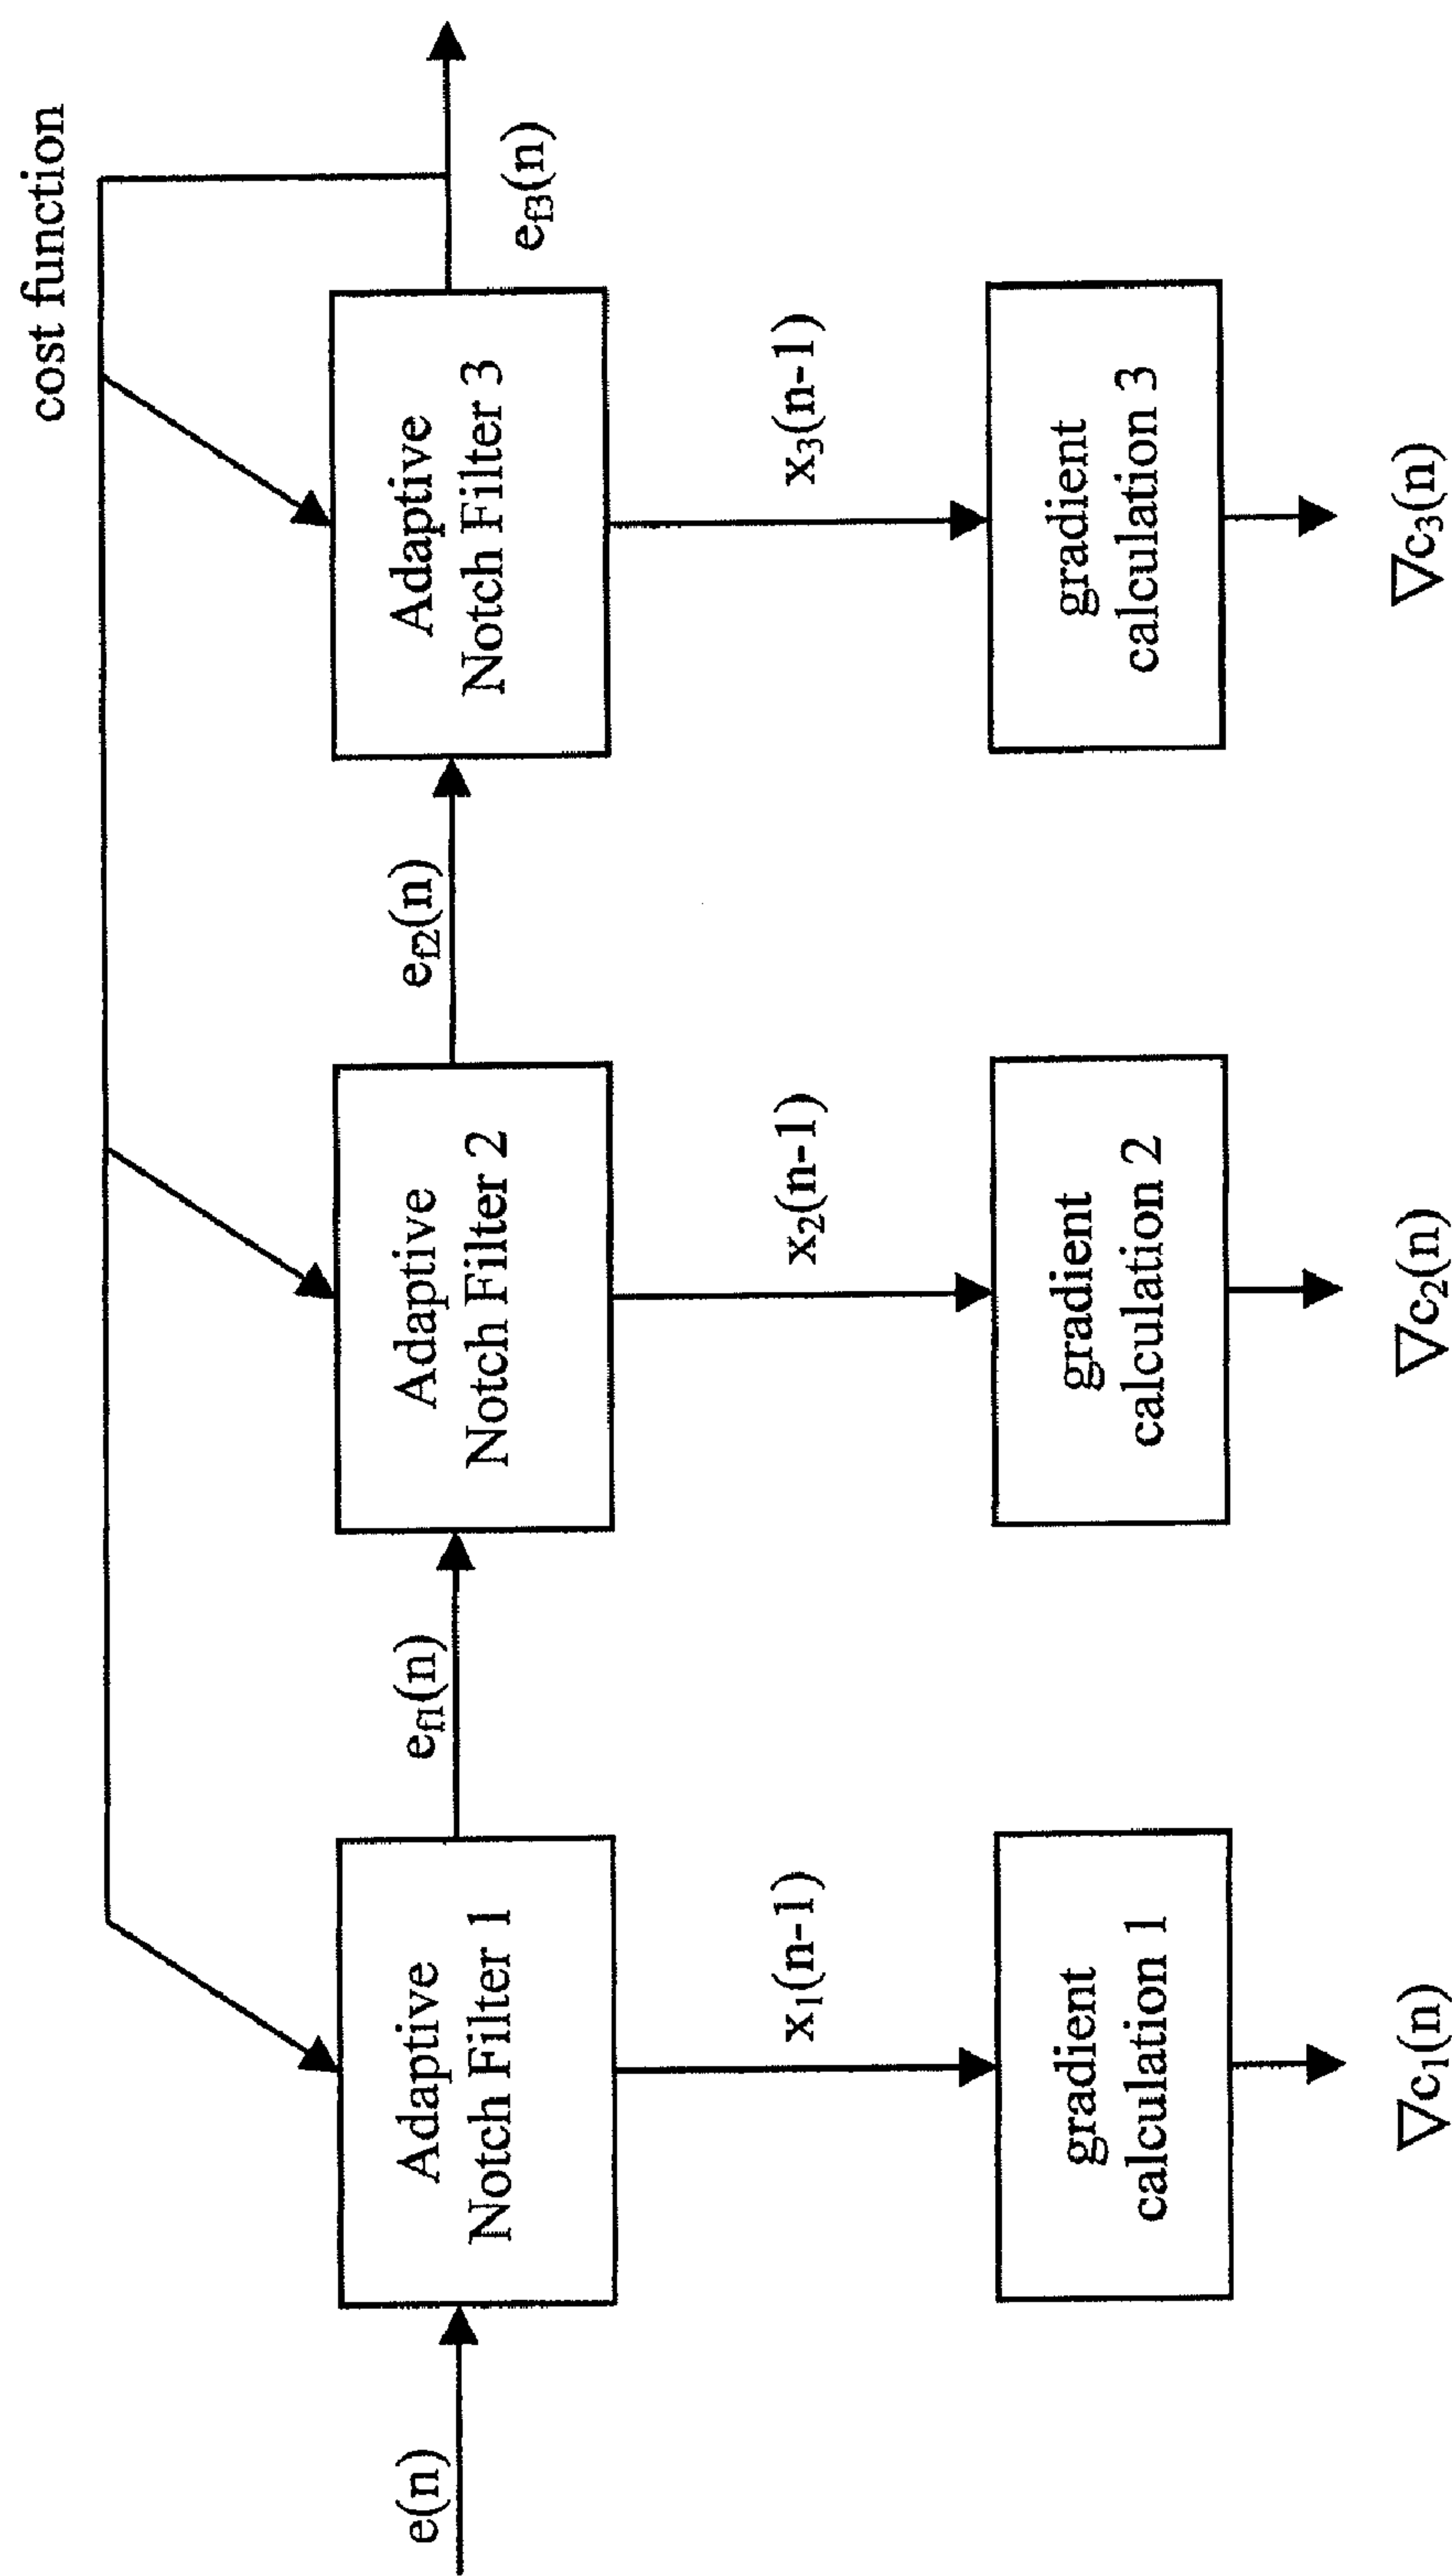 cost function
e(n)
Adaptive
Notch Filter 1
e_f1(n)
Adaptive
Notch Filter 2
e_f2(n)
Adaptive
Notch Filter 3
e_f3(n)
x₁(n-1)
x₂(n-1)
x₃(n-1)
gradient
calculation 1
gradient
calculation 2
gradient
calculation 3
∇c₁(n)
∇c₂(n)
∇c₃(n)